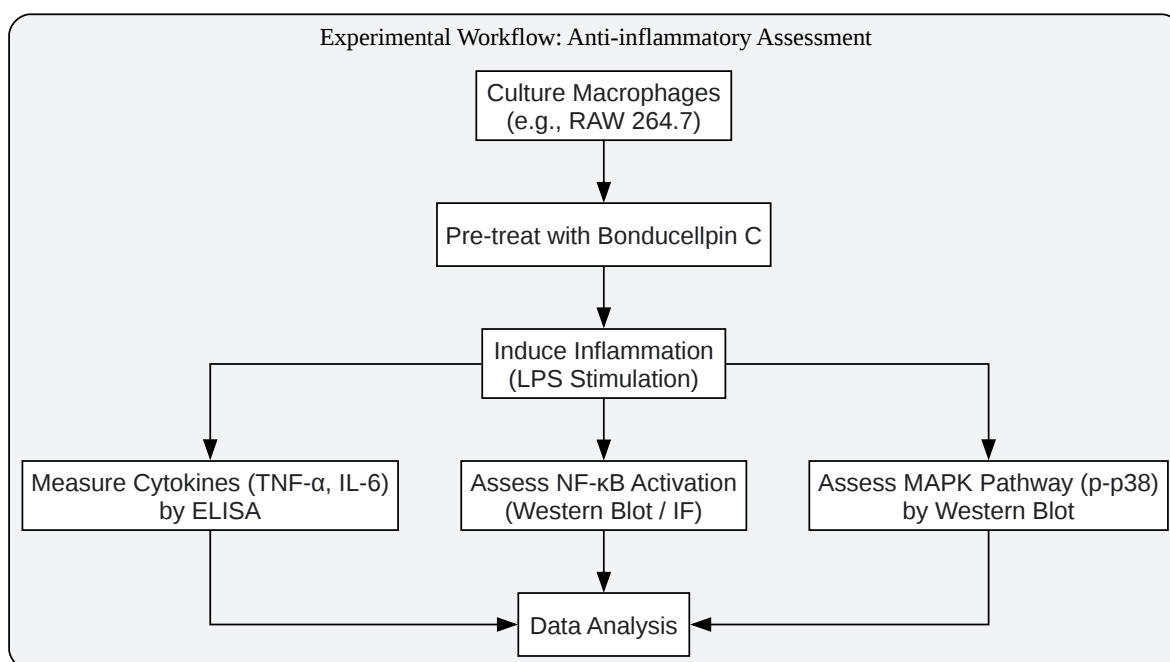 Experimental Workflow: Anti-inflammatory Assessment
Culture Macrophages
(e.g., RAW 264.7)
Pre-treat with Bonducellpin C
Induce Inflammation
(LPS Stimulation)
Measure Cytokines (TNF-α, IL-6)
by ELISA
Assess NF-κB Activation
(Western Blot / IF)
Assess MAPK Pathway (p-p38)
by Western Blot
Data Analysis